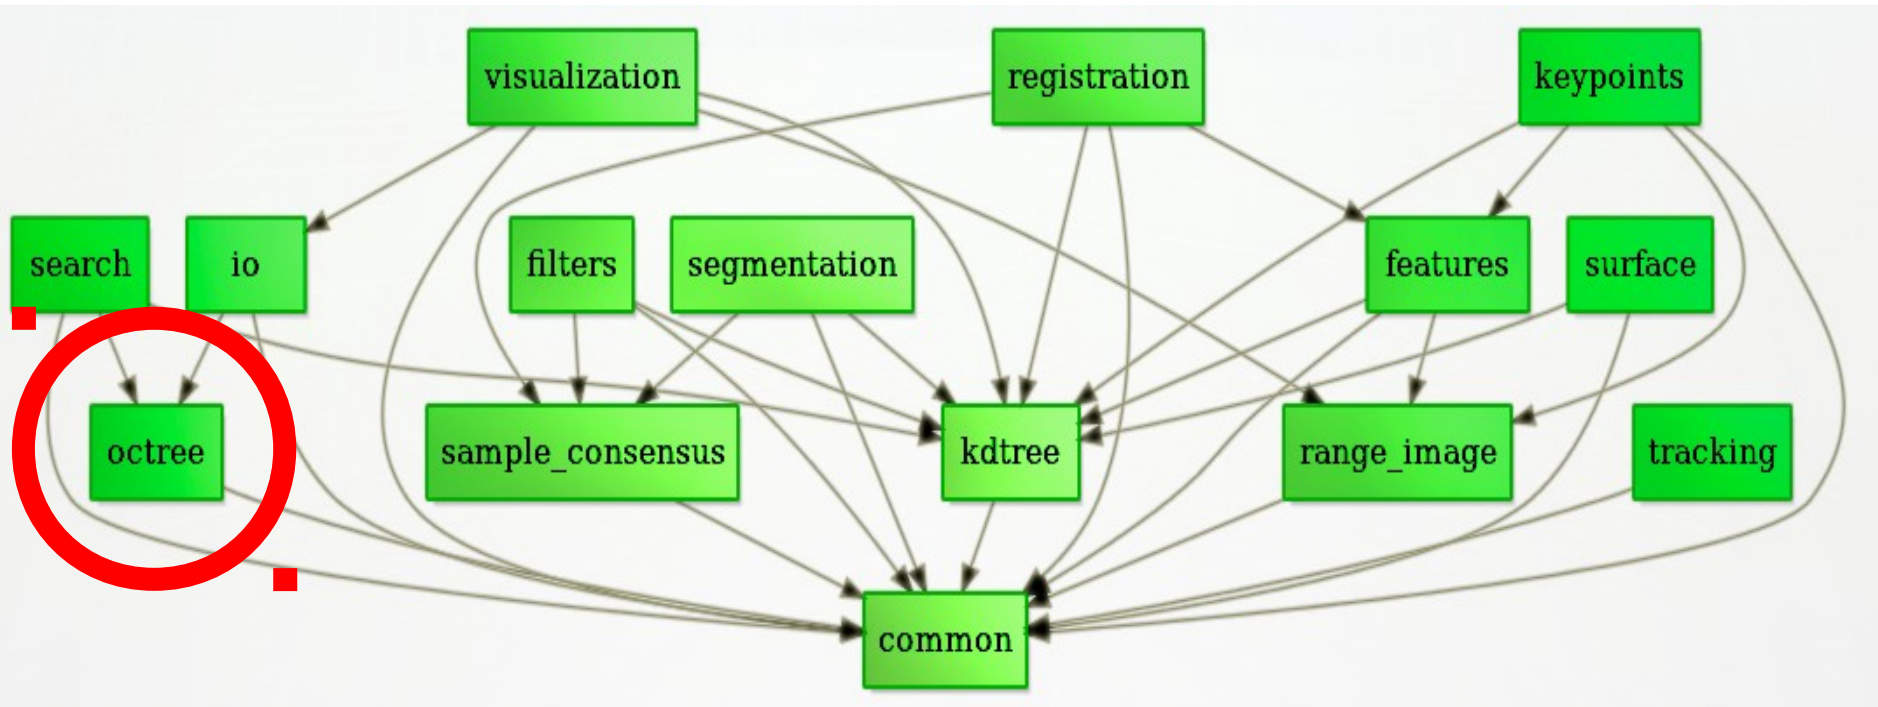 visualization
registration
keypoints
search
io
filters
segmentation
features
surface
octree
sample_consensus
kdtree
range_image
tracking
common